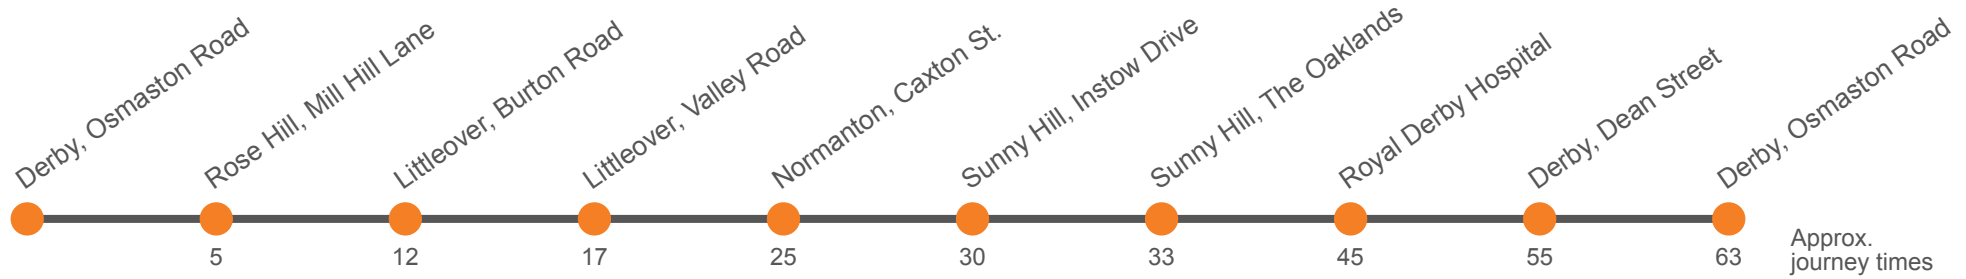 Derby, Osmaston Road
Rose Hill, Mill Hill Lane
Littleover, Burton Road
Littleover, Valley Road
Normanton, Caxton St.
Sunny Hill, Instow Drive
Sunny Hill, The Oaklands
Royal Derby Hospital
Derby, Dean Street
Derby, Osmaston Road
5
12
17
25
30
33
45
55
63
Approx.
journey times